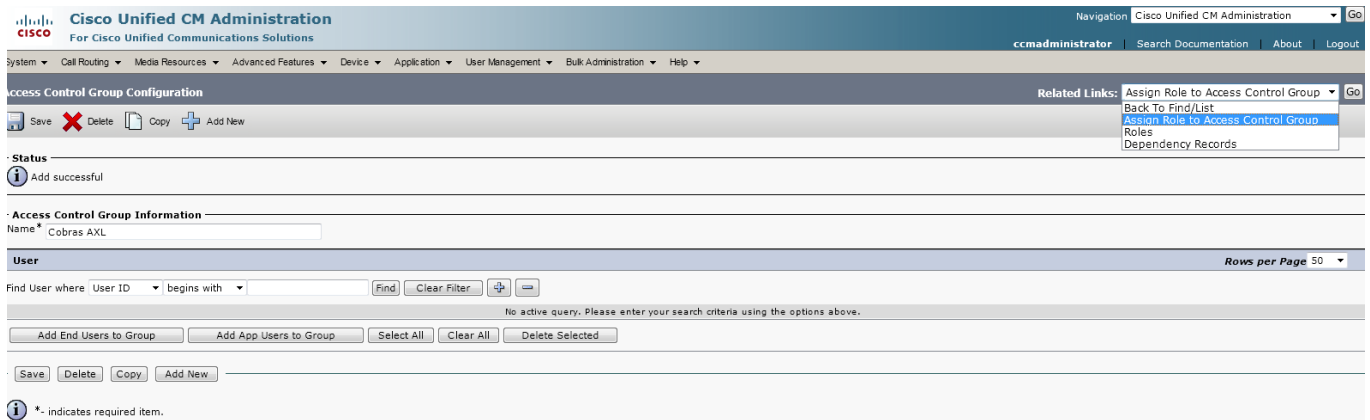 Cisco Unified CM Administration
Navigation Cisco Unified CM Administration Go
CISCO
For Cisco Unified Communications Solutions
ccmadministrator Search Documentation About Logout
System Call Routing Media Resources Advanced Features Device Application User Management Bulk Administration Help
Access Control Group Configuration
Related Links: Assign Role to Access Control Group Go
Back To Find/List
Assign Role to Access Control Group
Roles
Dependency Records
Save Delete Copy Add New
Status
Add successful
Access Control Group Information
Name* Cobras AXL
User
Rows per Page 50
Find User where User ID begins with Find Clear Filter
No active query. Please enter your search criteria using the options above.
Add End Users to Group Add App Users to Group Select All Clear All Delete Selected
Save Delete Copy Add New
*- indicates required item.